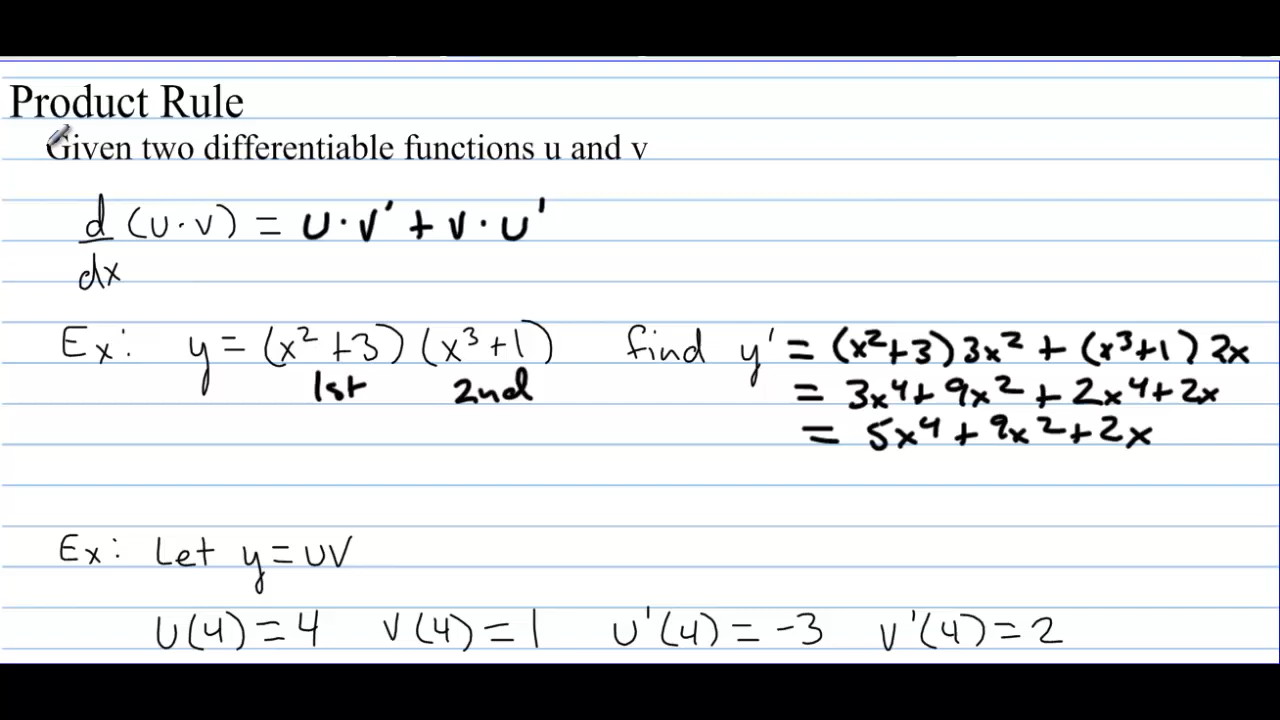 Product Rule
Given two differentiable functions u and v
d/dx (u · v) = u · v' + v · u'
Ex: y = (x² + 3)(x³ + 1) find y' = (x² + 3) 3x² + (x³ + 1) 2x
1st 2nd = 3x⁴ + 9x² + 2x⁴ + 2x
= 5x⁴ + 9x² + 2x
Ex: Let y = uv
u(4) = 4 v(4) = 1 u'(4) = -3 v'(4) = 2